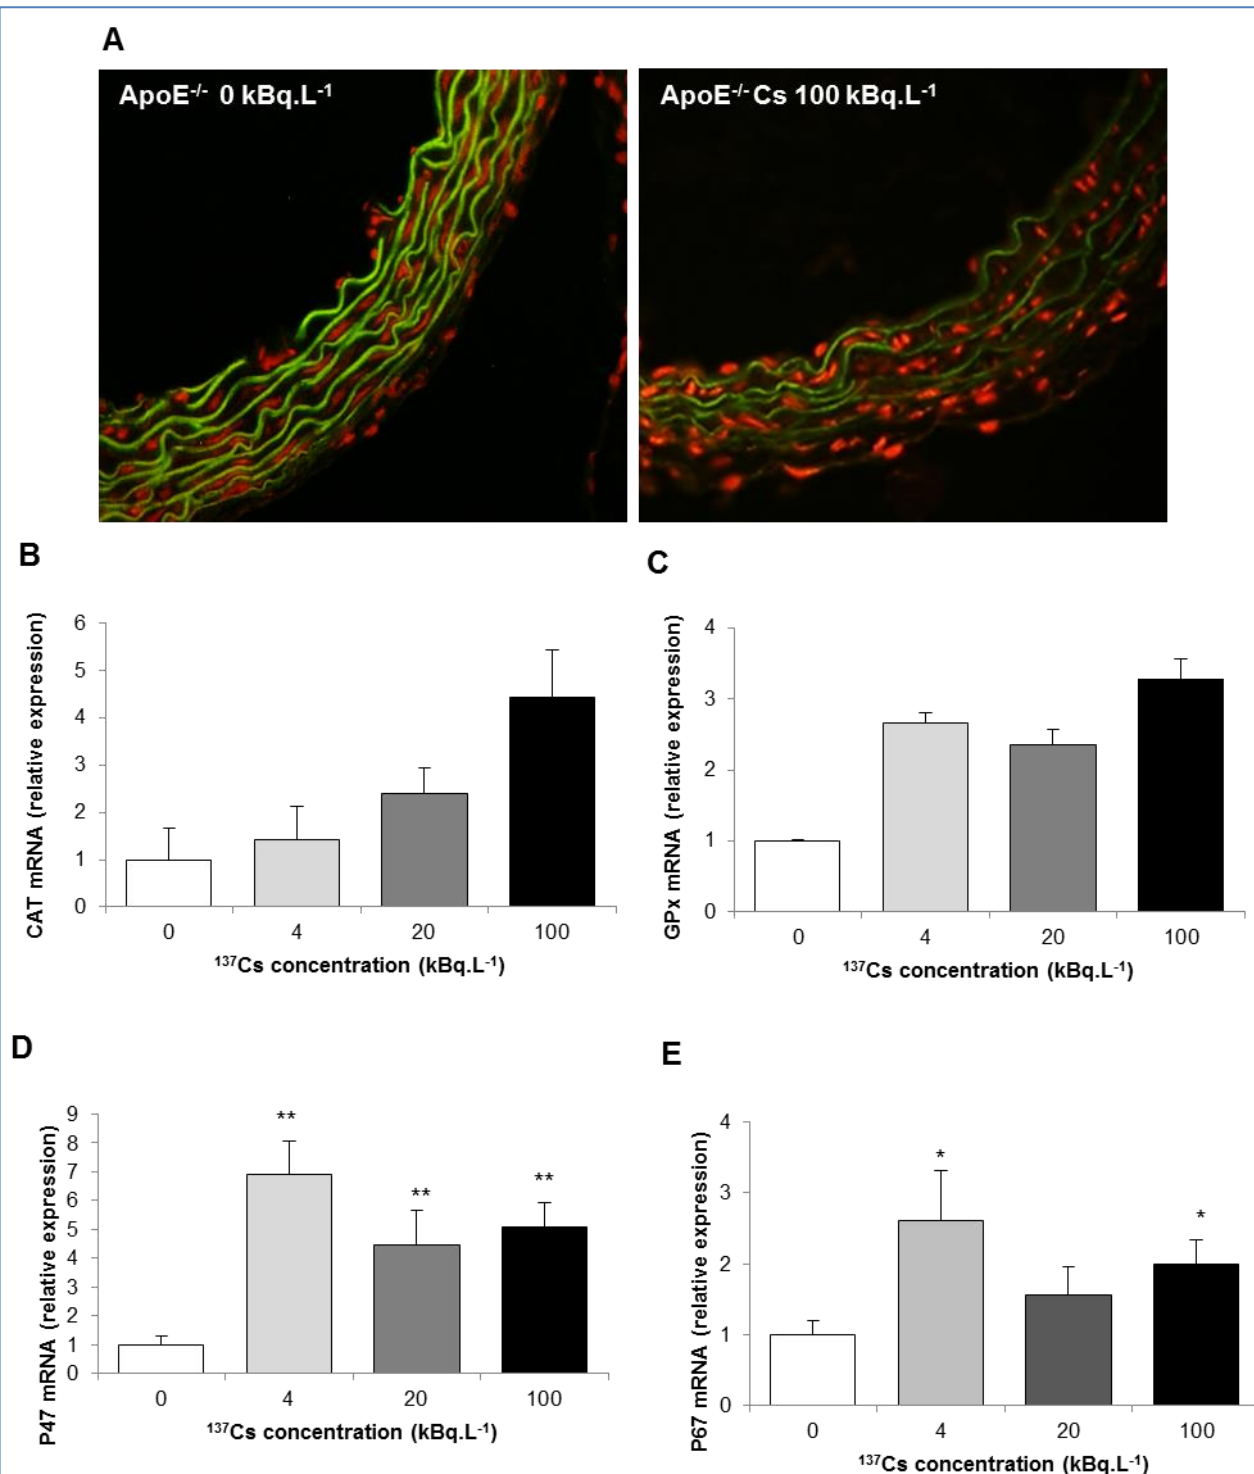 A
ApoE⁻/⁻ 0 kBq.L⁻¹
ApoE⁻/⁻ Cs 100 kBq.L⁻¹
B
CAT mRNA (relative expression)
6
5
4
3
2
1
0
0 4 20 100
¹³⁷Cs concentration (kBq.L⁻¹)
C
GPx mRNA (relative expression)
4
3
2
1
0
0 4 20 100
¹³⁷Cs concentration (kBq.L⁻¹)
D
P47 mRNA (relative expression)
9
8
7
6
5
4
3
2
1
0
** ** **
0 4 20 100
¹³⁷Cs concentration (kBq.L⁻¹)
E
P67 mRNA (relative expression)
4
3
2
1
0
* *
0 4 20 100
¹³⁷Cs concentration (kBq.L⁻¹)